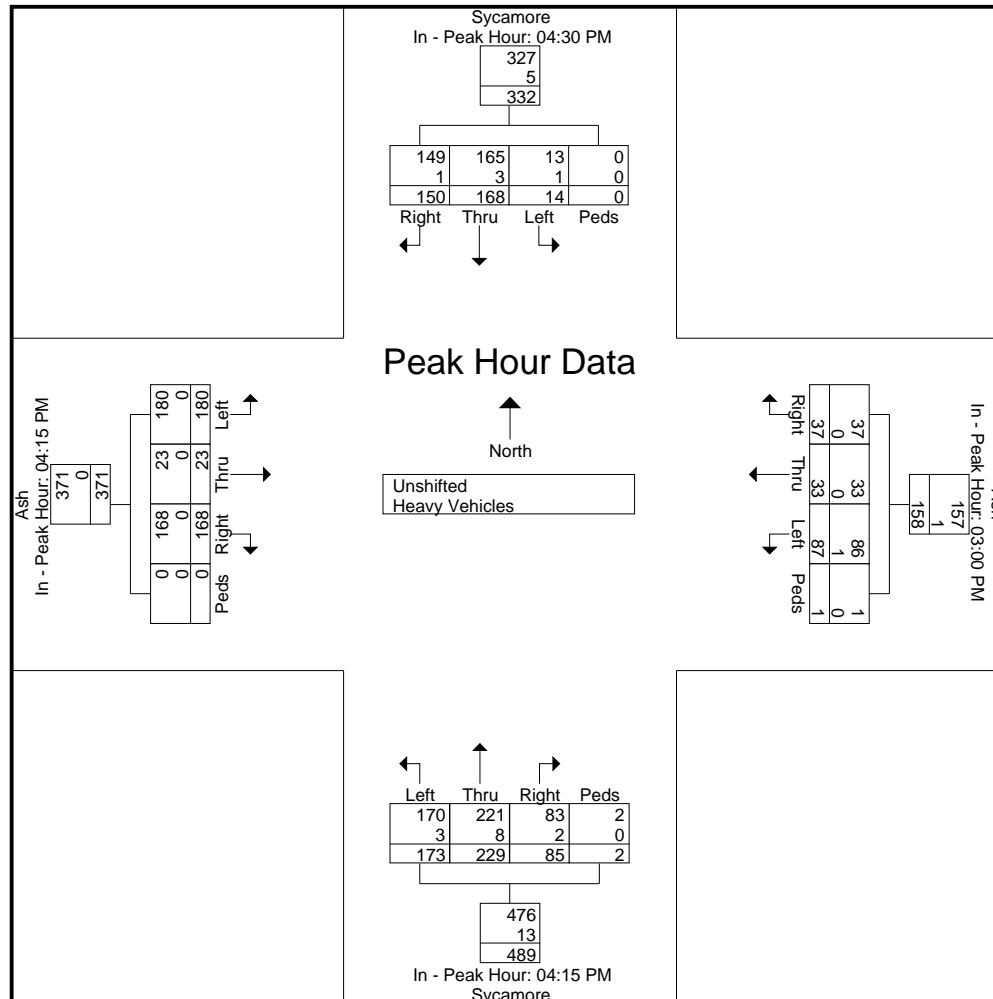 Sycamore
In - Peak Hour: 04:30 PM
327
5
332
149 165 13 0
1 3 1 0
150 168 14 0
Right Thru Left Peds
Peak Hour Data
North
Unshifted
Heavy Vehicles
Ash
In - Peak Hour: 04:15 PM
371
0
371
180 23 168 0
0 0 0 0
180 23 168 0
Left Thru Right Peds
In - Peak Hour: 03:00 PM
157
1
158
37 33 86 1
0 0 1 0
37 33 87 1
Right Thru Left Peds
Left Thru Right Peds
170 221 83 2
3 8 2 0
173 229 85 2
476
13
489
In - Peak Hour: 04:15 PM
Sycamore